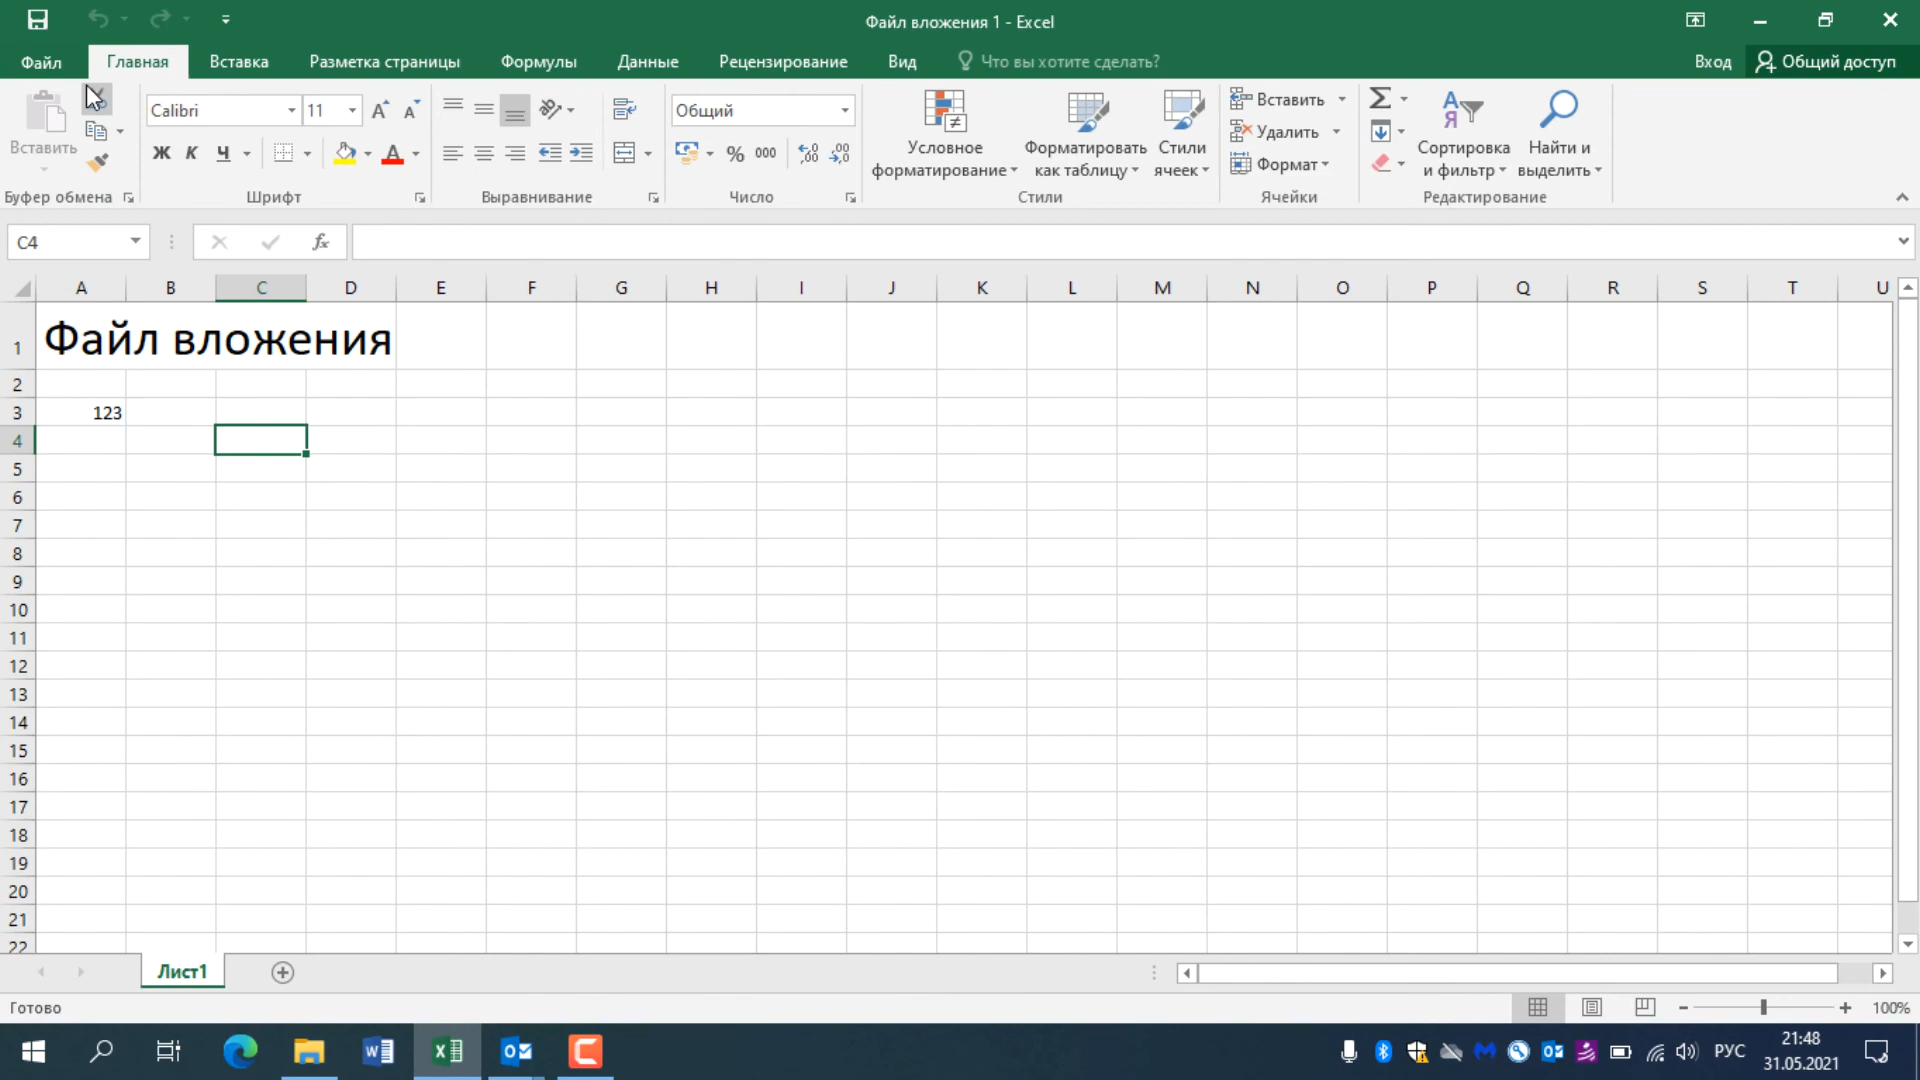 Файл вложения 1 - Excel
Файл Главная Вставка Разметка страницы Формулы Данные Рецензирование Вид Что вы хотите сделать? Вход Общий доступ
Вставить
Буфер обмена
Calibri 11
Ж К Ч А
Шрифт
Выравнивание
Общий
% 000
Число
Условное форматирование
Форматировать как таблицу
Стили ячеек
Стили
Вставить
Удалить
Формат
Ячейки
Сортировка и фильтр
Найти и выделить
Редактирование
C4 fx
A B C D E F G H I J K L M N O P Q R S T U
1 Файл вложения
2
3 123
4
5
6
7
8
9
10
11
12
13
14
15
16
17
18
19
20
21
22
Лист1
Готово 100%
РУС 21:48
31.05.2021